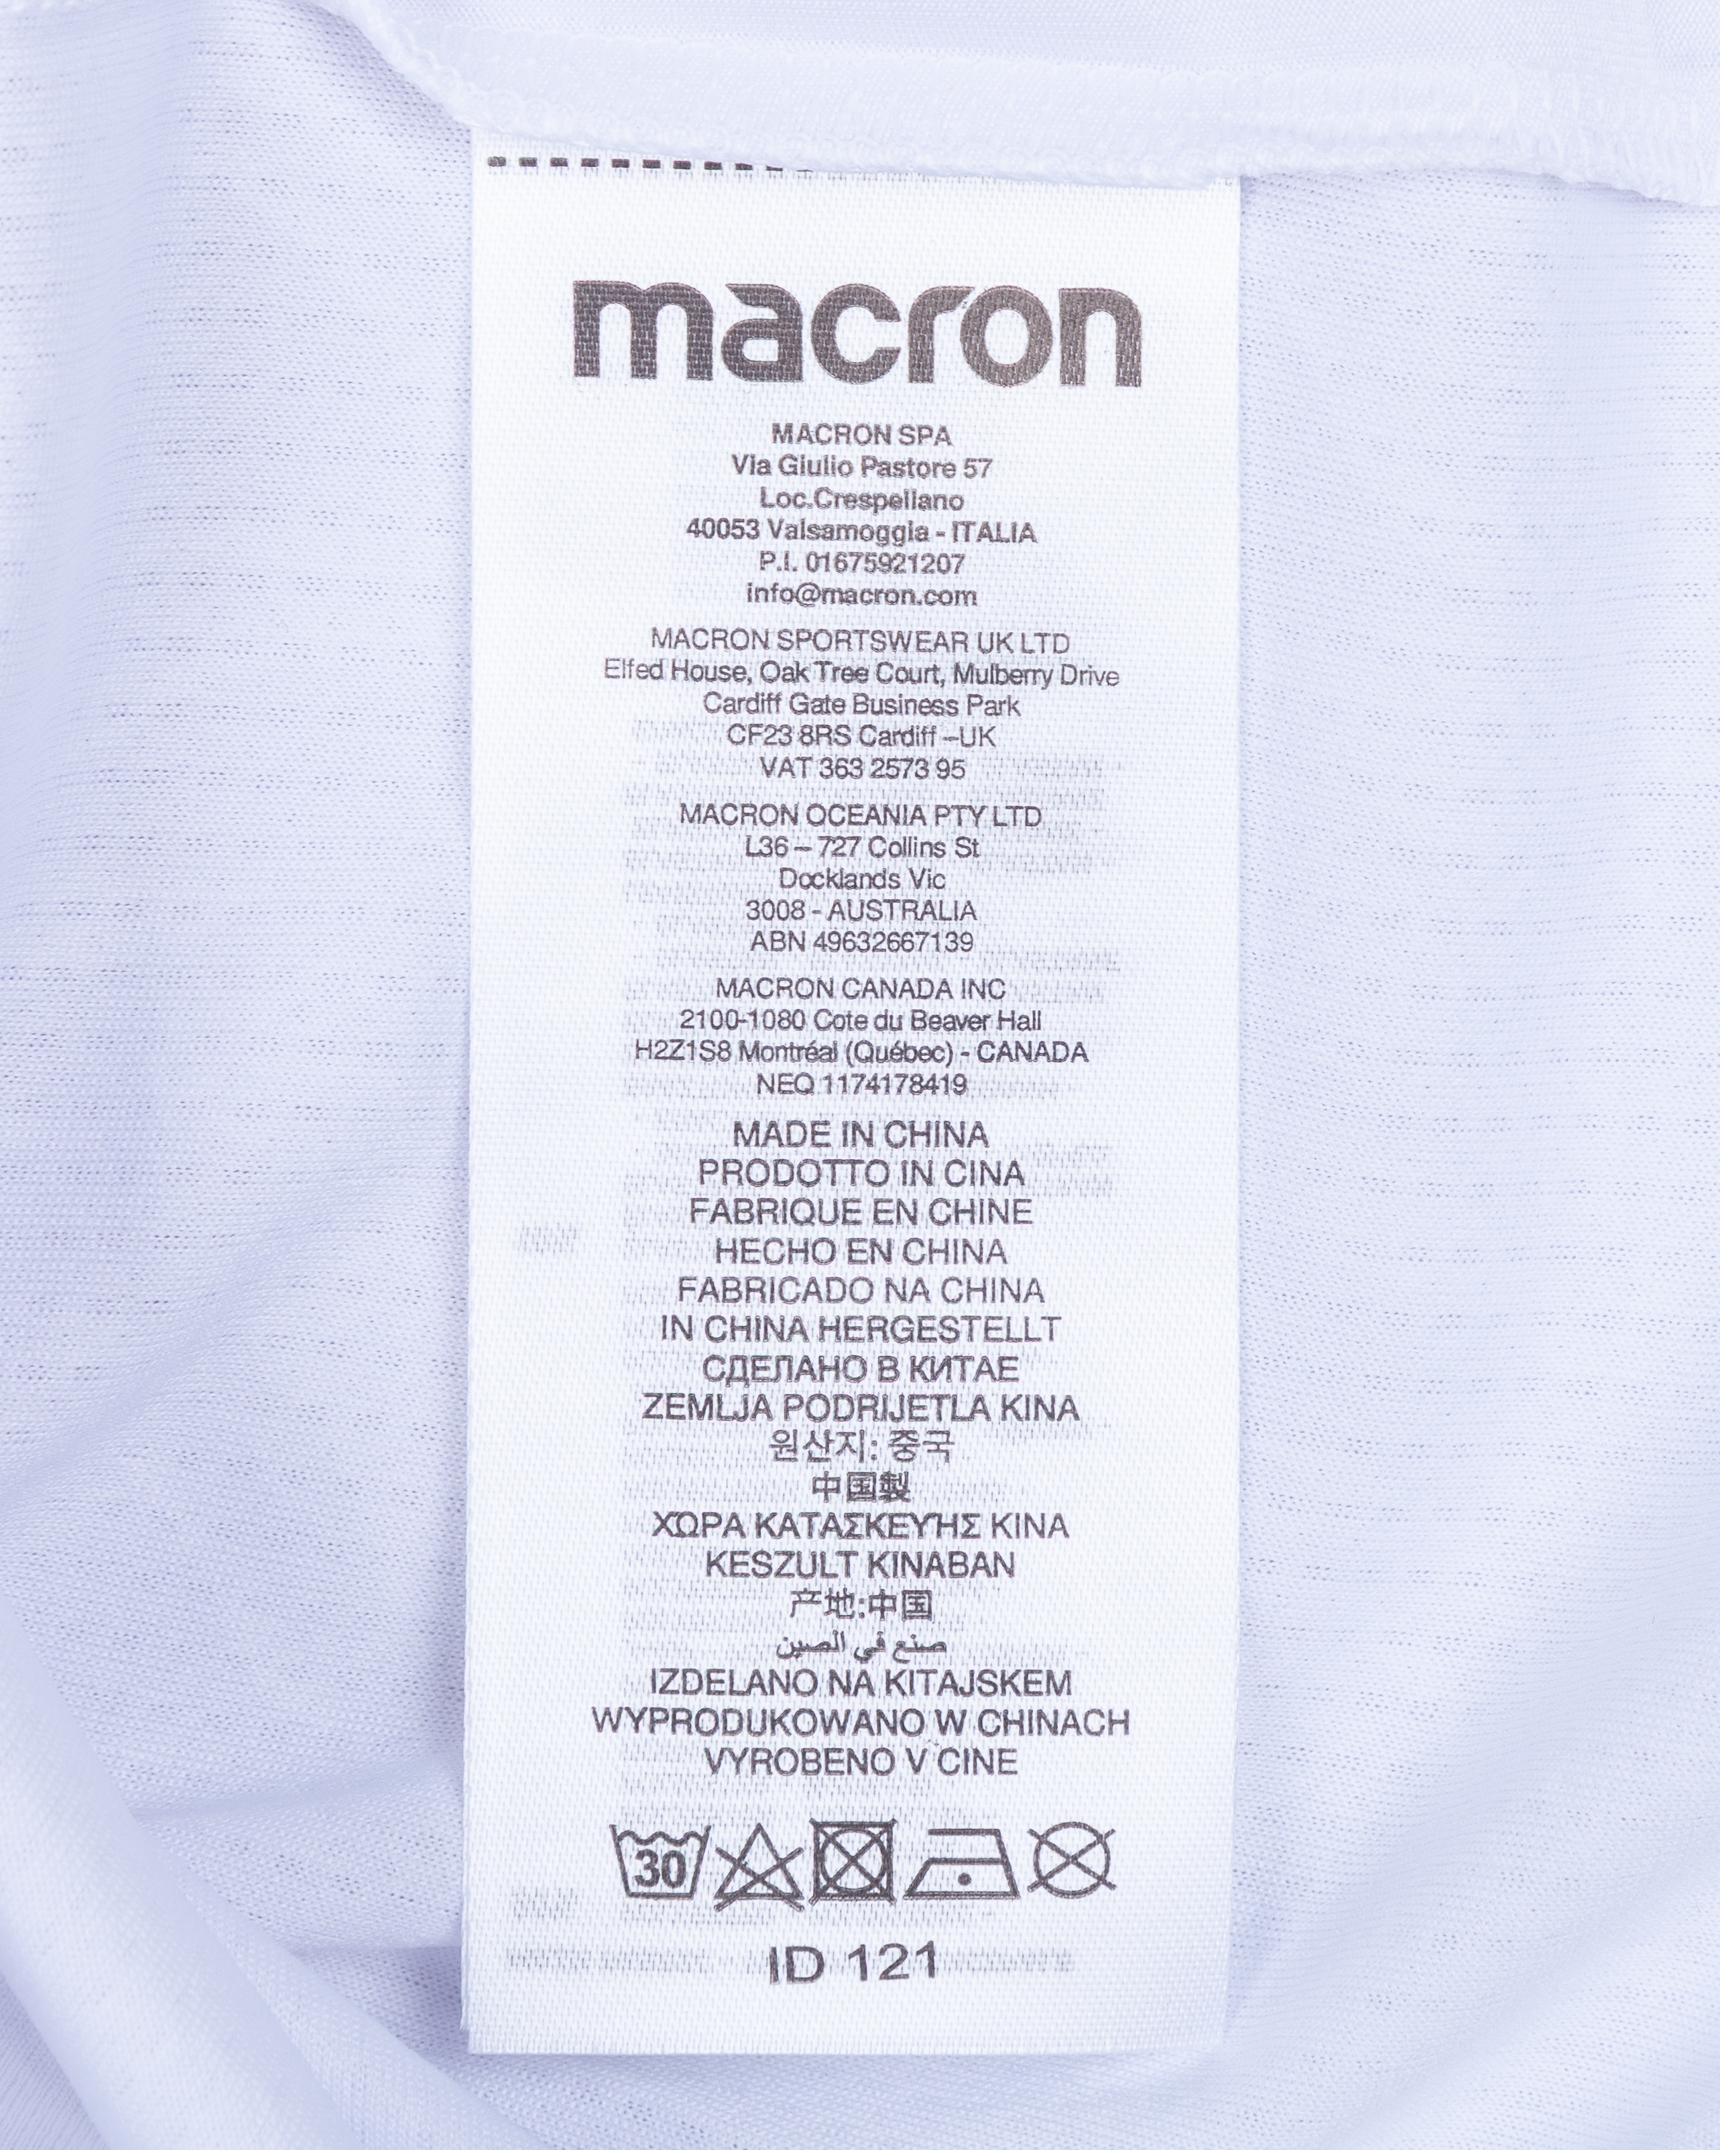 macron
MACRON SPA
Via Giulio Pastore 57
Loc.Crespellano
40053 Valsamoggia - ITALIA
P.I. 01675921207
info@macron.com
MACRON SPORTSWEAR UK LTD
Elfed House, Oak Tree Court, Mulberry Drive
Cardiff Gate Business Park
CF23 8RS Cardiff –UK
VAT 363 2573 95
MACRON OCEANIA PTY LTD
L36 – 727 Collins St
Docklands Vic
3008 - AUSTRALIA
ABN 49632667139
MACRON CANADA INC
2100-1080 Cote du Beaver Hall
H2Z1S8 Montréal (Québec) - CANADA
NEQ 1174178419
MADE IN CHINA
PRODOTTO IN CINA
FABRIQUE EN CHINE
HECHO EN CHINA
FABRICADO NA CHINA
IN CHINA HERGESTELLT
СДЕЛАНО В КИТАЕ
ZEMLJA PODRIJETLA KINA
원산지: 중국
中国製
ΧΩΡΑ ΚΑΤΑΣΚΕΥΉΣ ΚΙΝΑ
KESZULT KINABAN
产地:中国
صنع في الصين
IZDELANO NA KITAJSKEM
WYPRODUKOWANO W CHINACH
VYROBENO V CINE
30
ID 121